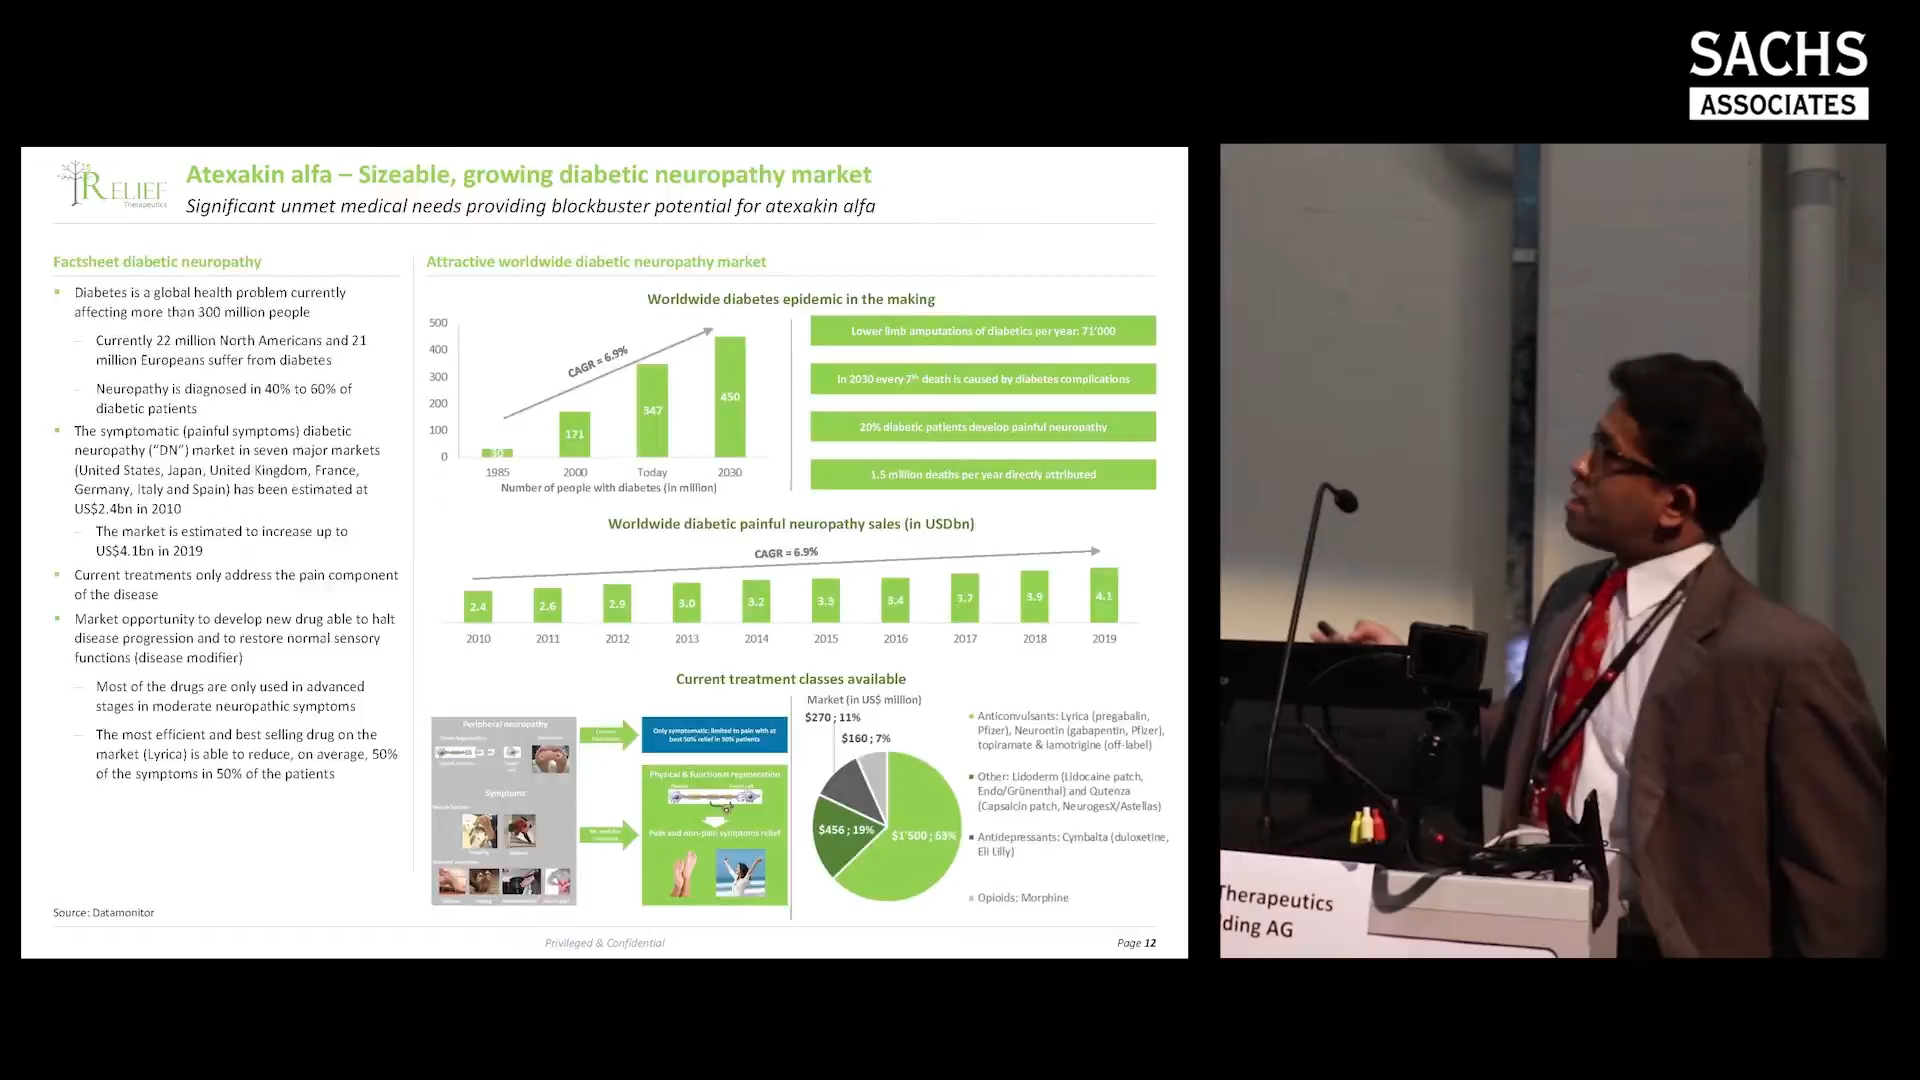 SACHS
ASSOCIATES
RELIEF
Therapeutics
Atexakin alfa – Sizeable, growing diabetic neuropathy market
Significant unmet medical needs providing blockbuster potential for atexakin alfa
Factsheet diabetic neuropathy
Diabetes is a global health problem currently
affecting more than 300 million people
Currently 22 million North Americans and 21
million Europeans suffer from diabetes
Neuropathy is diagnosed in 40% to 60% of
diabetic patients
The symptomatic (painful symptoms) diabetic
neuropathy (“DN”) market in seven major markets
(United States, Japan, United Kingdom, France,
Germany, Italy and Spain) has been estimated at
US$2.4bn in 2010
The market is estimated to increase up to
US$4.1bn in 2019
Current treatments only address the pain component
of the disease
Market opportunity to develop new drug able to halt
disease progression and to restore normal sensory
functions (disease modifier)
Most of the drugs are only used in advanced
stages in moderate neuropathic symptoms
The most efficient and best selling drug on the
market (Lyrica) is able to reduce, on average, 50%
of the symptoms in 50% of the patients
Source: Datamonitor
Attractive worldwide diabetic neuropathy market
Worldwide diabetes epidemic in the making
500
400
300
200
100
0
CAGR = 6.9%
30
171
347
450
1985 2000 Today 2030
Number of people with diabetes (in million)
Lower limb amputations of diabetics per year: 71'000
In 2030 every 7th death is caused by diabetes complications
20% diabetic patients develop painful neuropathy
1.5 million deaths per year directly attributed
Worldwide diabetic painful neuropathy sales (in USDbn)
CAGR = 6.9%
2.4 2.6 2.9 3.0 3.2 3.3 3.4 3.7 3.9 4.1
2010 2011 2012 2013 2014 2015 2016 2017 2018 2019
Current treatment classes available
Peripheral neuropathy
Symptoms
Only symptomatic: limited to pain with at
best 50% relief in 50% patients
Physical & Functional regeneration
Pain and non-pain symptoms relief
Market (in US$ million)
$270 ; 11%
$160 ; 7%
$456 ; 19%
$1'500 ; 63%
Anticonvulsants: Lyrica (pregabalin,
Pfizer), Neurontin (gabapentin, Pfizer),
topiramate & lamotrigine (off-label)
Other: Lidoderm (Lidocaine patch,
Endo/Grünenthal) and Qutenza
(Capsaicin patch, NeurogesX/Astellas)
Antidepressants: Cymbalta (duloxetine,
Eli Lilly)
Opioids: Morphine
Privileged & Confidential
Page 12
Therapeutics
ding AG